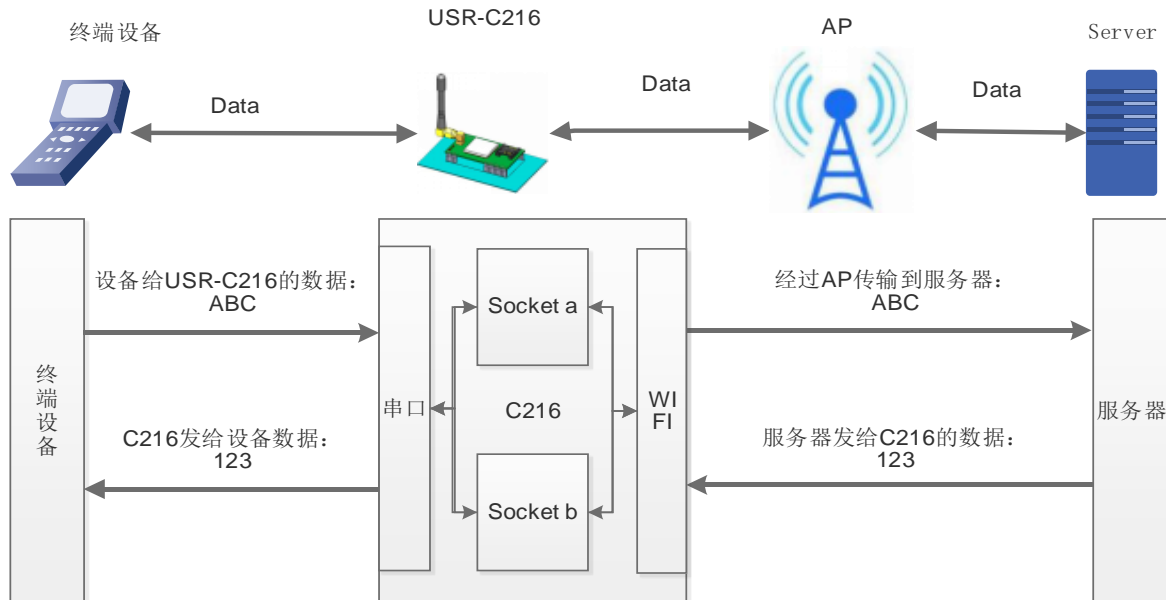 终端设备
USR-C216
AP
Server
Data
Data
Data
设备给USR-C216的数据：
ABC
经过AP传输到服务器：
ABC
Socket a
终端设备
串口
C216
WI
FI
服务器
C216发给设备数据：
123
服务器发给C216的数据：
123
Socket b